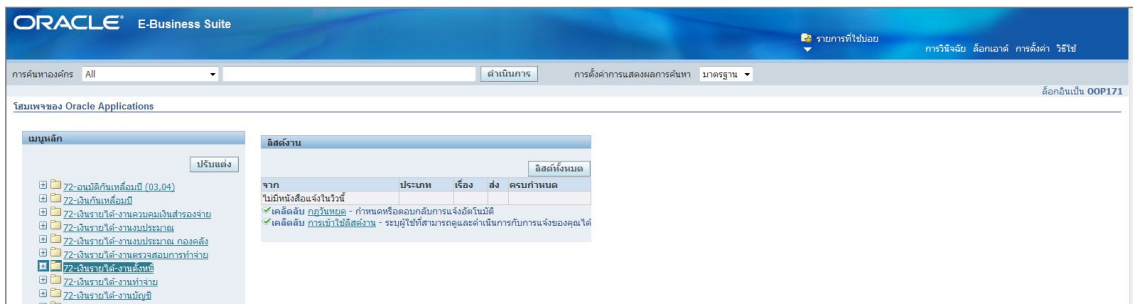 ORACLE® E-Business Suite
รายการที่ใช้บ่อย
การวินิจฉัย ล็อกเอาต์ การตั้งค่า วิธีใช้
การค้นหาองค์กร All ดำเนินการ การตั้งค่าการแสดงผลการค้นหา มาตรฐาน
ล็อกอินเป็น OOP171
โฮมเพจของ Oracle Applications
เมนูหลัก
ปรับแต่ง
72-อนุมัติกันเหลื่อมปี (03,04)
72-เงินกันเหลื่อมปี
72-เงินรายได้-งานควบคุมเงินสำรองจ่าย
72-เงินรายได้-งานงบประมาณ
72-เงินรายได้-งานงบประมาณ กองคลัง
72-เงินรายได้-งานตรวจสอบการทำจ่าย
72-เงินรายได้-งานตั้งหนี้
72-เงินรายได้-งานทำจ่าย
72-เงินรายได้-งานบัญชี
ลิสต์งาน
ลิสต์ทั้งหมด
จาก ประเภท เรื่อง ส่ง ครบกำหนด
ไม่มีหนังสือแจ้งในวิวนี้
เคล็ดลับ กฎวันหยุด - กำหนดหรือตอบกลับการแจ้งอัตโนมัติ
เคล็ดลับ การเข้าใช้ลิสต์งาน - ระบุผู้ใช้ที่สามารถดูและดำเนินการกับการแจ้งของคุณได้